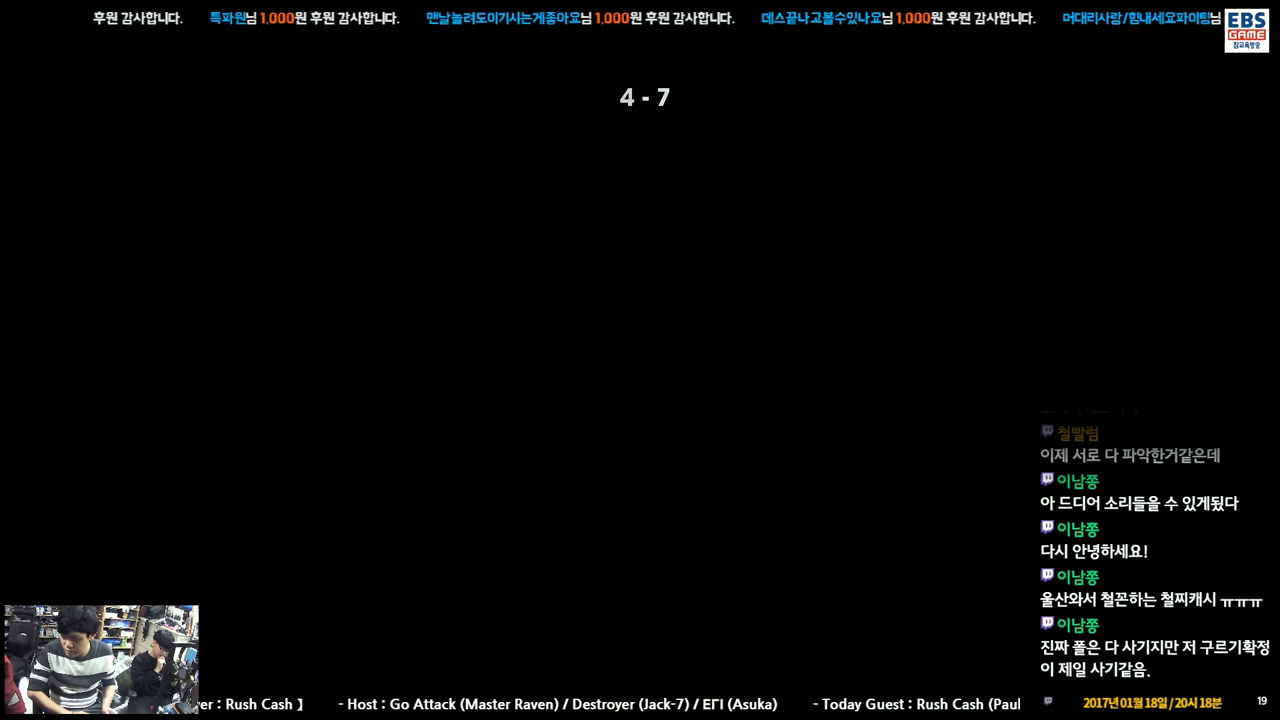 후원 감사합니다. 특파원님 1,000원 후원 감사합니다. 맨날놀려도이기시는게좋아요님 1,000원 후원 감사합니다. 데스끝나고볼수있나요님 1,000원 후원 감사합니다. 머대리사람/힘내세요파이팅님
EBS
GAME
참교육방송
4 - 7
철빨럼
이제 서로 다 파악한거같은데
이남쫑
아 드디어 소리들을 수 있게됐다
이남쫑
다시 안녕하세요!
이남쫑
울산와서 철꼰하는 철찌캐시 ㅠㅠㅠ
이남쫑
진짜 폴은 다 사기지만 저 구르기확정
이 제일 사기같음.
: Rush Cash 】 - Host : Go Attack (Master Raven) / Destroyer (Jack-7) / EГI (Asuka) - Today Guest : Rush Cash (Paul
2017년 01월 18일 / 20시 18분
19